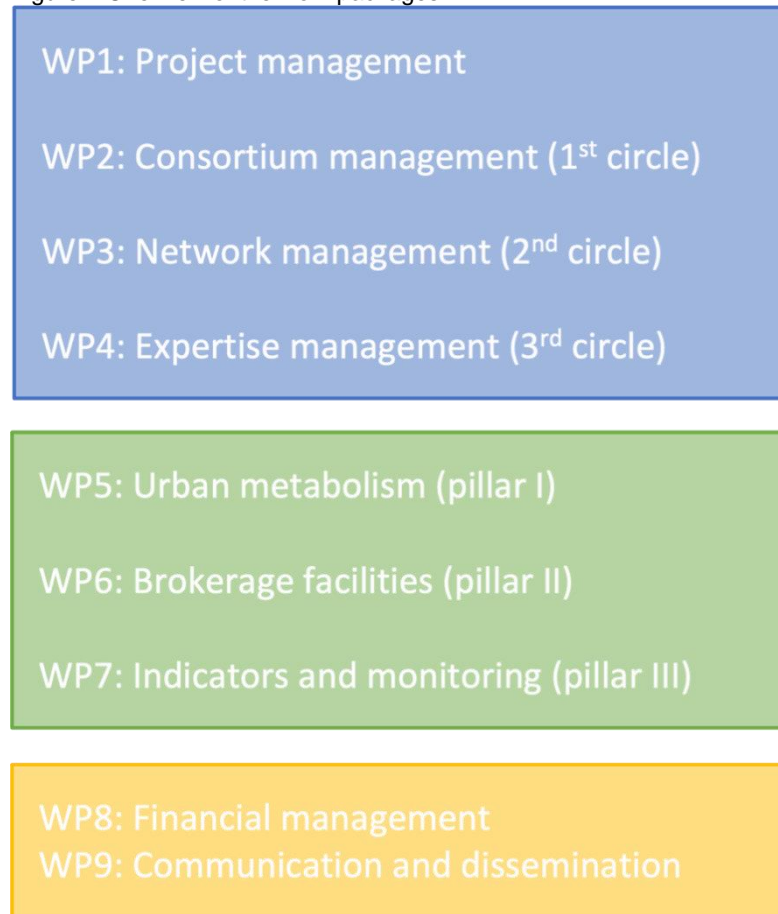 WP1: Project management
WP2: Consortium management (1st circle)
WP3: Network management (2nd circle)
WP4: Expertise management (3rd circle)
WP5: Urban metabolism (pillar I)
WP6: Brokerage facilities (pillar II)
WP7: Indicators and monitoring (pillar III)
WP8: Financial management
WP9: Communication and dissemination